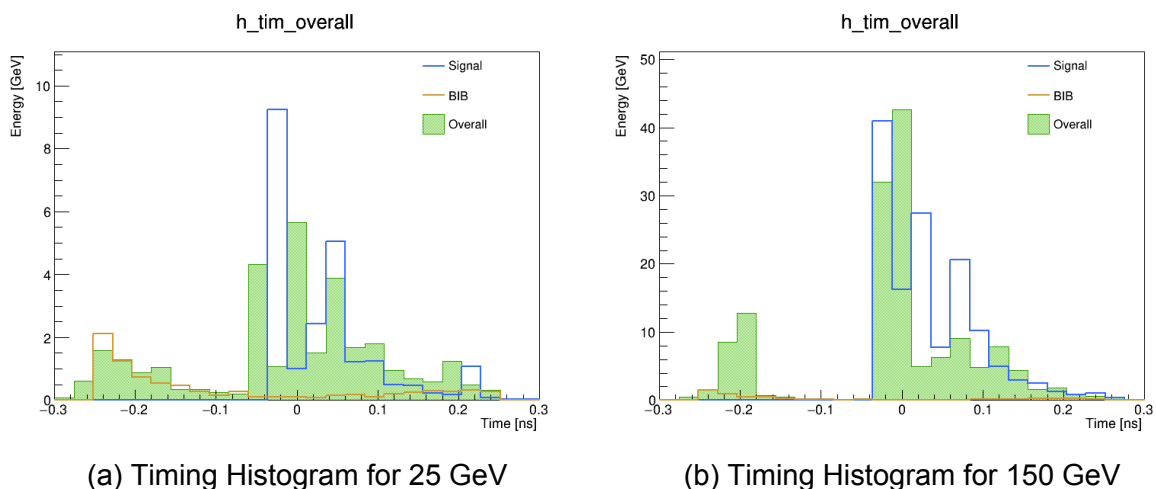 h_tim_overall
Energy [GeV]
10
8
6
4
2
0
−0.3 −0.2 −0.1 0 0.1 0.2 0.3
Time [ns]
Signal
BIB
Overall
(a) Timing Histogram for 25 GeV
h_tim_overall
Energy [GeV]
50
40
30
20
10
0
−0.3 −0.2 −0.1 0 0.1 0.2 0.3
Time [ns]
Signal
BIB
Overall
(b) Timing Histogram for 150 GeV